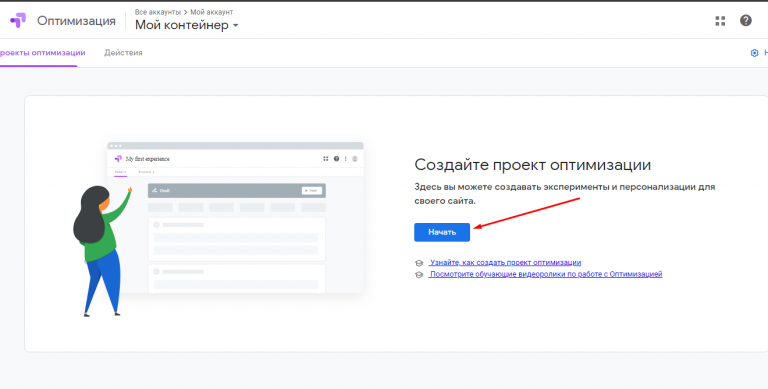 Оптимизация
Все аккаунты > Мой аккаунт
Мой контейнер
роекты оптимизации
Действия
Н
My first experience
Создайте проект оптимизации
Здесь вы можете создавать эксперименты и персонализации для
своего сайта.
Начать
Узнайте, как создать проект оптимизации
Посмотрите обучающие видеоролики по работе с Оптимизацией